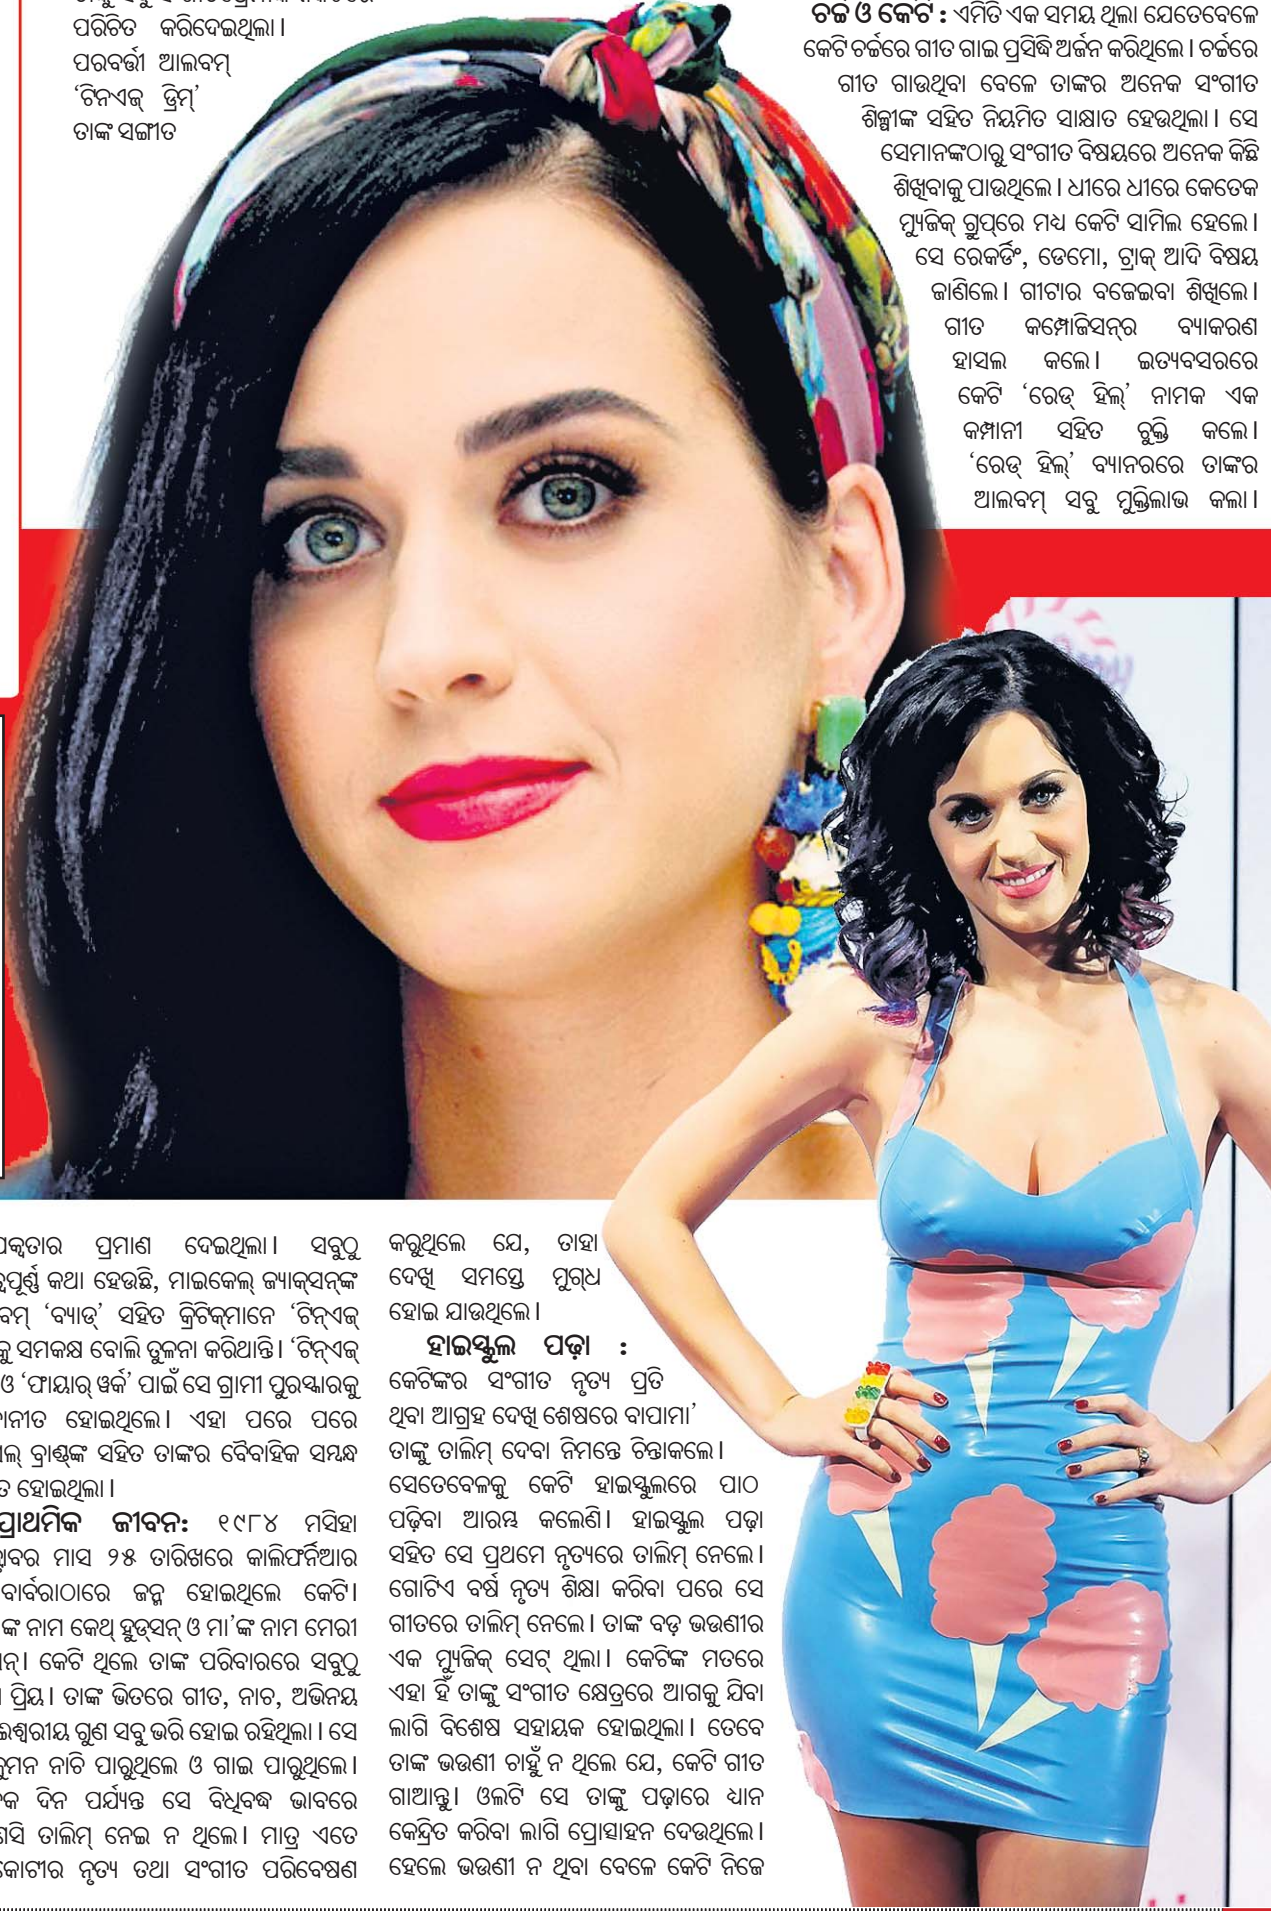 ପରିଚିତ କରିଦେଇଥିଲା।
ପରବର୍ତ୍ତୀ ଆଲବମ୍
‘ଟିନଏଜ୍ ଡ୍ରିମ୍’
ତାଙ୍କ ସଙ୍ଗୀତ
ପକ୍ୱତାର ପ୍ରମାଣ ଦେଇଥିଲା। ସବୁଠୁ
କଥା ହେଉଛି, ମାଇକେଲ୍ ଜ୍ୟାକ୍‌ସନ୍‌ଙ୍କ
‘ବ୍ୟାଡ୍’ ସହିତ କ୍ରିଟିକ୍‌ମାନେ ‘ଟିନ୍‌ଏଜ୍
ସମକକ୍ଷ ବୋଲି ତୁଳନା କରିଥାନ୍ତି। ‘ଟିନ୍‌ଏଜ୍
ଓ ‘ଫାୟାର୍ ୱର୍କ’ ପାଇଁ ସେ ଗ୍ରାମୀ ପୁରସ୍କାରକୁ
ହୋଇଥିଲେ। ଏହା ପରେ ପରେ
ବ୍ରାଣ୍ଡଙ୍କ ସହିତ ତାଙ୍କର ବୈବାହିକ ସମ୍ବନ୍ଧ
ହୋଇଥିଲା।
ପ୍ରାଥମିକ ଜୀବନ: ୧୯୮୪ ମସିହା
ମାସ ୨୫ ତାରିଖରେ କାଲିଫର୍ନିଆର
ବାର୍ବରାଠାରେ ଜନ୍ମ ହୋଇଥିଲେ କେଟି।
ନାମ କେଥ୍ ହୁଡ୍‌ସନ୍ ଓ ମା’ଙ୍କ ନାମ ମେରୀ
କେଟି ଥିଲେ ତାଙ୍କ ପରିବାରରେ ସବୁଠୁ
ପ୍ରିୟ। ତାଙ୍କ ଭିତରେ ଗୀତ, ନାଚ, ଅଭିନୟ
ଗୁଣ ସବୁ ଭରି ହୋଇ ରହିଥିଲା। ସେ
ନାଚି ପାରୁଥିଲେ ଓ ଗାଇ ପାରୁଥିଲେ।
ଦିନ ପର୍ଯ୍ୟନ୍ତ ସେ ବିଧିବଦ୍ଧ ଭାବରେ
ତାଲିମ୍ ନେଇ ନ ଥିଲେ। ମାତ୍ର ଏତେ
ନୃତ୍ୟ ତଥା ସଂଗୀତ ପରିବେଷଣ
କରୁଥିଲେ ଯେ, ତାହା
ଦେଖି ସମସ୍ତେ ମୁଗ୍ଧ
ହୋଇ ଯାଉଥିଲେ।
ହାଇସ୍କୁଲ ପଢ଼ା :
କେଟିଙ୍କର ସଂଗୀତ ନୃତ୍ୟ ପ୍ରତି
ଥିବା ଆଗ୍ରହ ଦେଖି ଶେଷରେ ବାପାମା’
ତାଙ୍କୁ ତାଲିମ୍ ଦେବା ନିମନ୍ତେ ଚିନ୍ତାକଲେ।
ସେତେବେଳକୁ କେଟି ହାଇସ୍କୁଲରେ ପାଠ
ପଢ଼ିବା ଆରମ୍ଭ କଲେଣି। ହାଇସ୍କୁଲ ପଢ଼ା
ସହିତ ସେ ପ୍ରଥମେ ନୃତ୍ୟରେ ତାଲିମ୍ ନେଲେ।
ଗୋଟିଏ ବର୍ଷ ନୃତ୍ୟ ଶିକ୍ଷା କରିବା ପରେ ସେ
ଗୀତରେ ତାଲିମ୍ ନେଲେ। ତାଙ୍କ ବଡ଼ ଭଉଣୀର
ଏକ ମ୍ୟୁଜିକ୍ ସେଟ୍ ଥିଲା। କେଟିଙ୍କ ମତରେ
ଏହା ହିଁ ତାଙ୍କୁ ସଂଗୀତ କ୍ଷେତ୍ରରେ ଆଗକୁ ଯିବା
ଲାଗି ବିଶେଷ ସହାୟକ ହୋଇଥିଲା। ତେବେ
ତାଙ୍କ ଭଉଣୀ ଚାହୁଁ ନ ଥିଲେ ଯେ, କେଟି ଗୀତ
ଗାଆନ୍ତୁ। ଓଲଟି ସେ ତାଙ୍କୁ ପଢ଼ାରେ ଧ୍ୟାନ
କେନ୍ଦ୍ରିତ କରିବା ଲାଗି ପ୍ରୋତ୍ସାହନ ଦେଉଥିଲେ।
ହେଲେ ଭଉଣୀ ନ ଥିବା ବେଳେ କେଟି ନିଜେ
ଚର୍ଚ୍ଚ ଓ କେଟି : ଏମିତି ଏକ ସମୟ ଥିଲା ଯେତେବେଳେ
କେଟି ଚର୍ଚ୍ଚରେ ଗୀତ ଗାଇ ପ୍ରସିଦ୍ଧି ଅର୍ଜନ କରିଥିଲେ। ଚର୍ଚ୍ଚରେ
ଗୀତ ଗାଉଥିବା ବେଳେ ତାଙ୍କର ଅନେକ ସଂଗୀତ
ଶିଳ୍ପୀଙ୍କ ସହିତ ନିୟମିତ ସାକ୍ଷାତ ହେଉଥିଲା। ସେ
ସେମାନଙ୍କଠାରୁ ସଂଗୀତ ବିଷୟରେ ଅନେକ କିଛି
ଶିଖିବାକୁ ପାଉଥିଲେ। ଧୀରେ ଧୀରେ କେତେକ
ମ୍ୟୁଜିକ୍ ଗ୍ରୁପ୍‌ରେ ମଧ୍ୟ କେଟି ସାମିଲ ହେଲେ।
ସେ ରେକର୍ଡିଂ, ଡେମୋ, ଟ୍ରାକ୍ ଆଦି ବିଷୟ
ଜାଣିଲେ। ଗୀଟାର ବଜେଇବା ଶିଖିଲେ।
ଗୀତ କମ୍ପୋଜିସନ୍‌ର ବ୍ୟାକରଣ
ହାସଲ କଲେ। ଇତ୍ୟବସରରେ
କେଟି ‘ରେଡ୍ ହିଲ୍’ ନାମକ ଏକ
କମ୍ପାନୀ ସହିତ ଚୁକ୍ତି କଲେ।
‘ରେଡ୍ ହିଲ୍’ ବ୍ୟାନରରେ ତାଙ୍କର
ଆଲବମ୍ ସବୁ ମୁକ୍ତିଲାଭ କଲା।